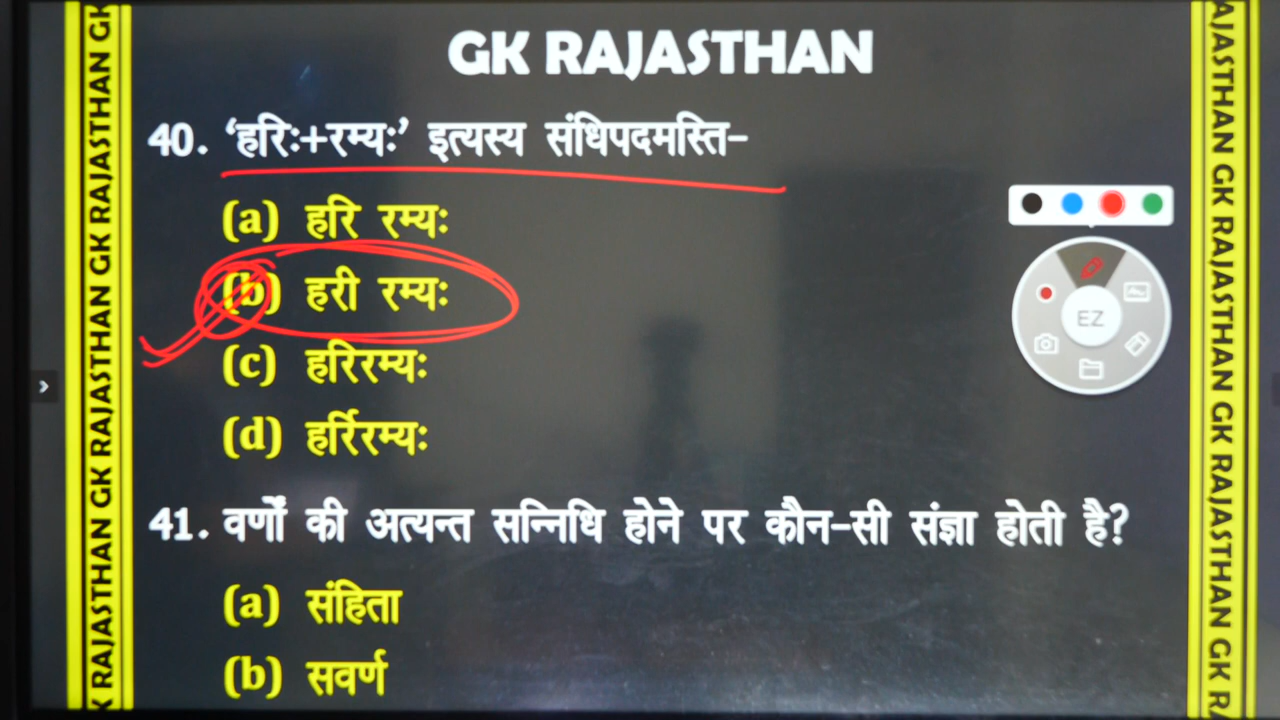 GK RAJASTHAN
40. ‘हरिः+रम्यः’ इत्यस्य संधिपदमस्ति–
(a) हरि रम्यः
(b) हरी रम्यः
(c) हरिरम्यः
(d) हर्रिरम्यः
41. वर्णों की अत्यन्त सन्निधि होने पर कौन-सी संज्ञा होती है?
(a) संहिता
(b) सवर्ण
EZ
K RAJASTHAN GK RAJASTHAN GK RAJASTHAN GK
AJASTHAN GK RAJASTHAN GK RAJASTHAN GK R